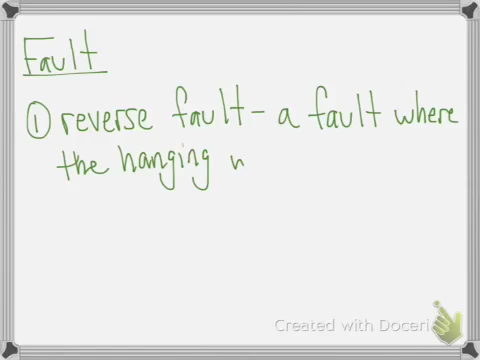 Fault
① reverse fault - a fault where
the hanging
Created with Doceri